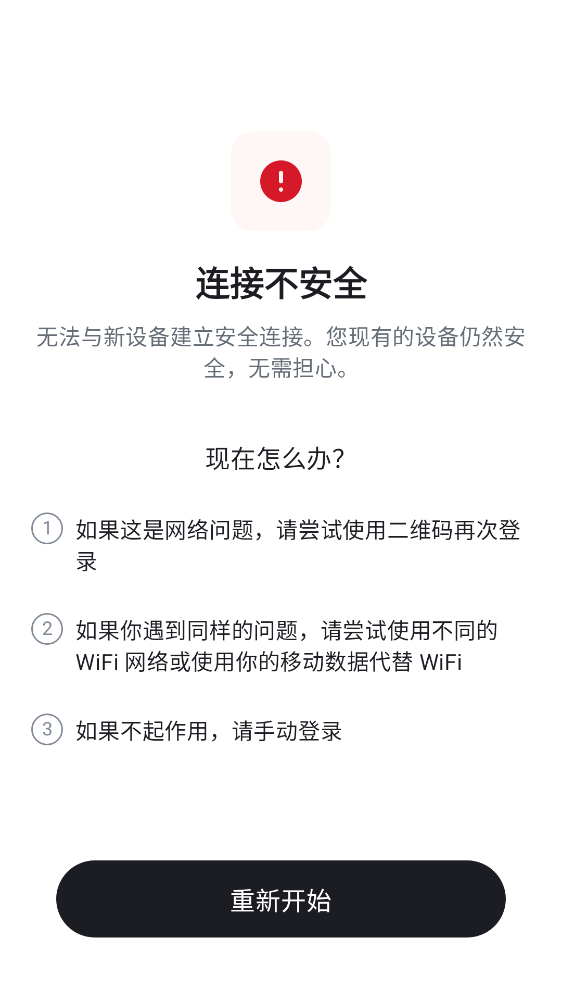 连接不安全
无法与新设备建立安全连接。您现有的设备仍然安
全，无需担心。
现在怎么办？
1 如果这是网络问题，请尝试使用二维码再次登
录
2 如果你遇到同样的问题，请尝试使用不同的
WiFi 网络或使用你的移动数据代替 WiFi
3 如果不起作用，请手动登录
重新开始